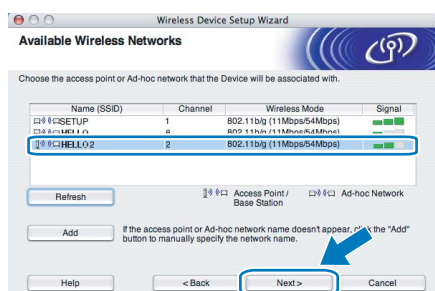 Wireless Device Setup Wizard
Available Wireless Networks
Choose the access point or Ad-hoc network that the Device will be associated with.
Name (SSID) Channel Wireless Mode Signal
SETUP 1 802.11b/g (11Mbps/54Mbps)
HELLO 8 802.11b/g (11Mbps/54Mbps)
HELLO2 2 802.11b/g (11Mbps/54Mbps)
Refresh
Access Point / Base Station
Ad-hoc Network
Add
If the access point or Ad-hoc network name doesn't appear, click the "Add"
button to manually specify the network name.
Help < Back Next > Cancel